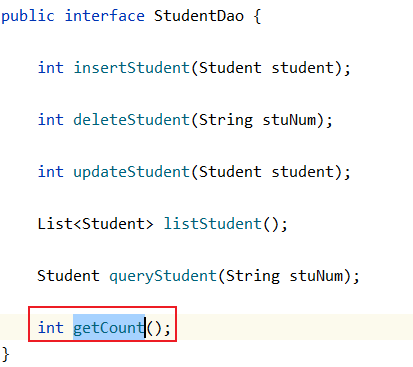 public interface StudentDao {
int insertStudent(Student student);
int deleteStudent(String stuNum);
int updateStudent(Student student);
List<Student> listStudent();
Student queryStudent(String stuNum);
int getCount();
}